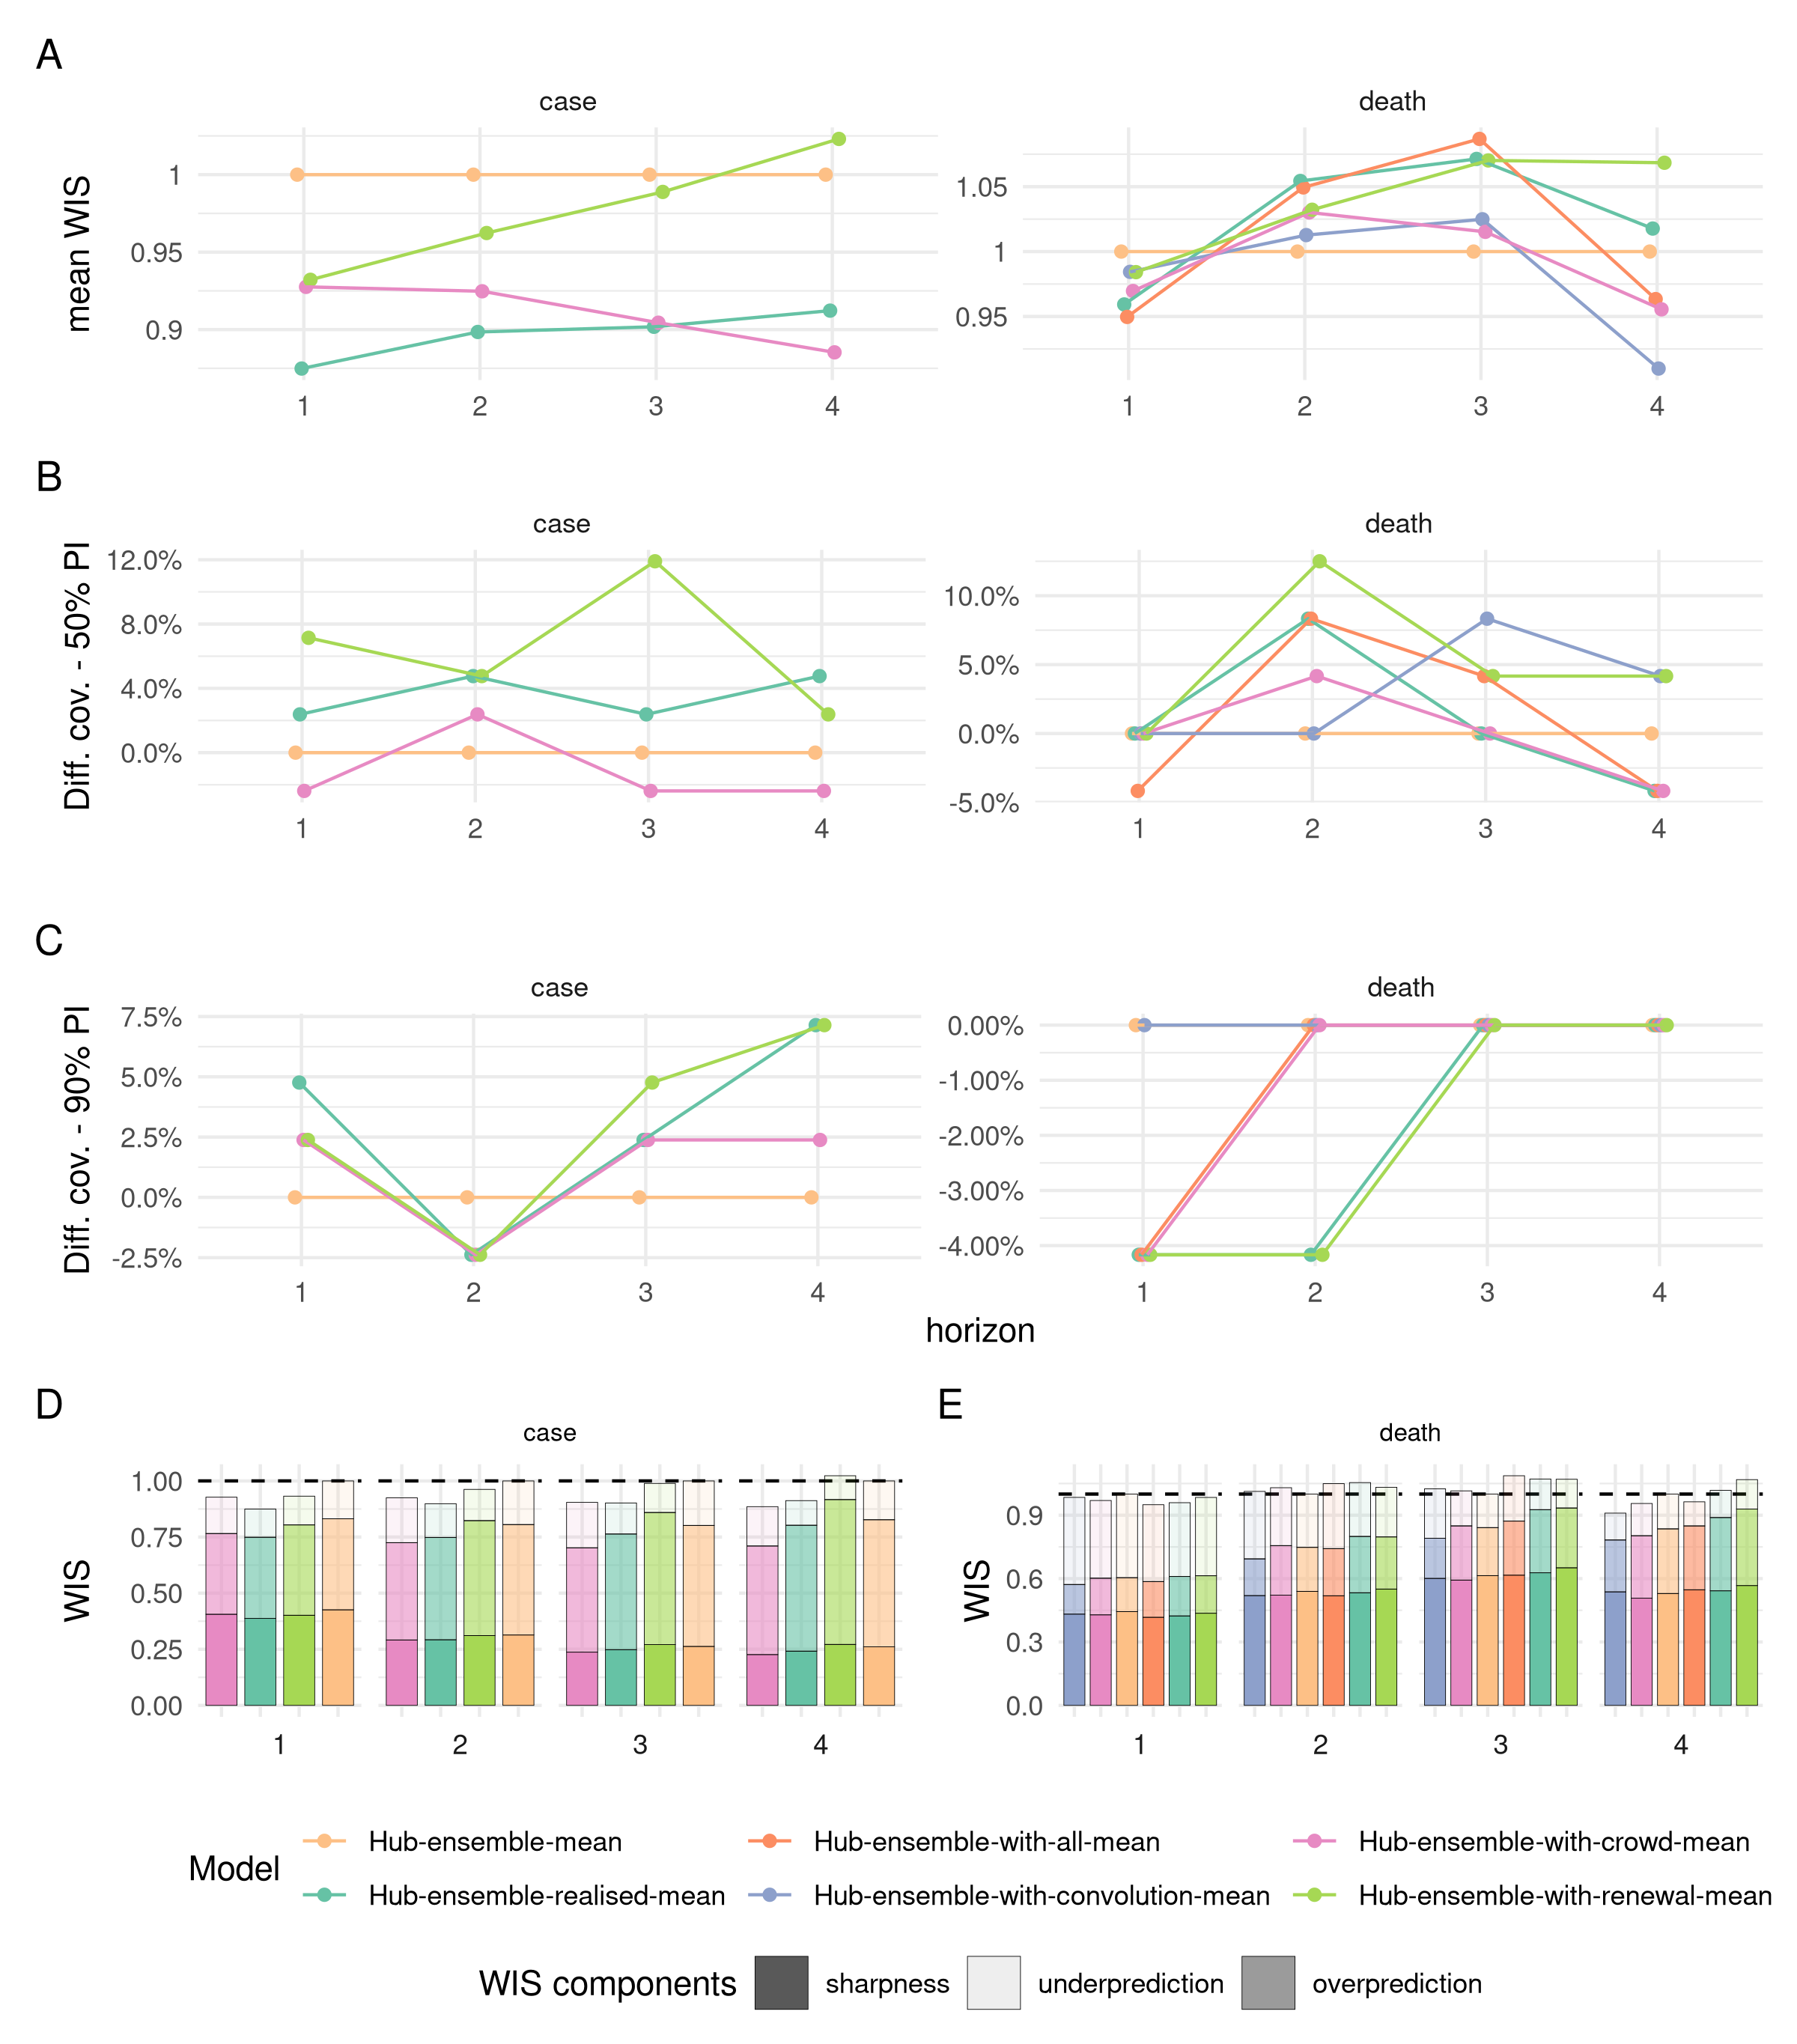 A
case
death
mean WIS
1
0.95
0.9
1.05
1
0.95
1 2 3 4
1 2 3 4
B
case
death
Diff. cov. - 50% PI
12.0%
8.0%
4.0%
0.0%
10.0%
5.0%
0.0%
-5.0%
1 2 3 4
1 2 3 4
C
case
death
Diff. cov. - 90% PI
7.5%
5.0%
2.5%
0.0%
-2.5%
0.00%
-1.00%
-2.00%
-3.00%
-4.00%
1 2 3 4
1 2 3 4
horizon
D
case
WIS
1.00
0.75
0.50
0.25
0.00
1 2 3 4
E
death
WIS
0.9
0.6
0.3
0.0
1 2 3 4
Model
Hub-ensemble-mean
Hub-ensemble-with-all-mean
Hub-ensemble-with-crowd-mean
Hub-ensemble-realised-mean
Hub-ensemble-with-convolution-mean
Hub-ensemble-with-renewal-mean
WIS components
sharpness
underprediction
overprediction